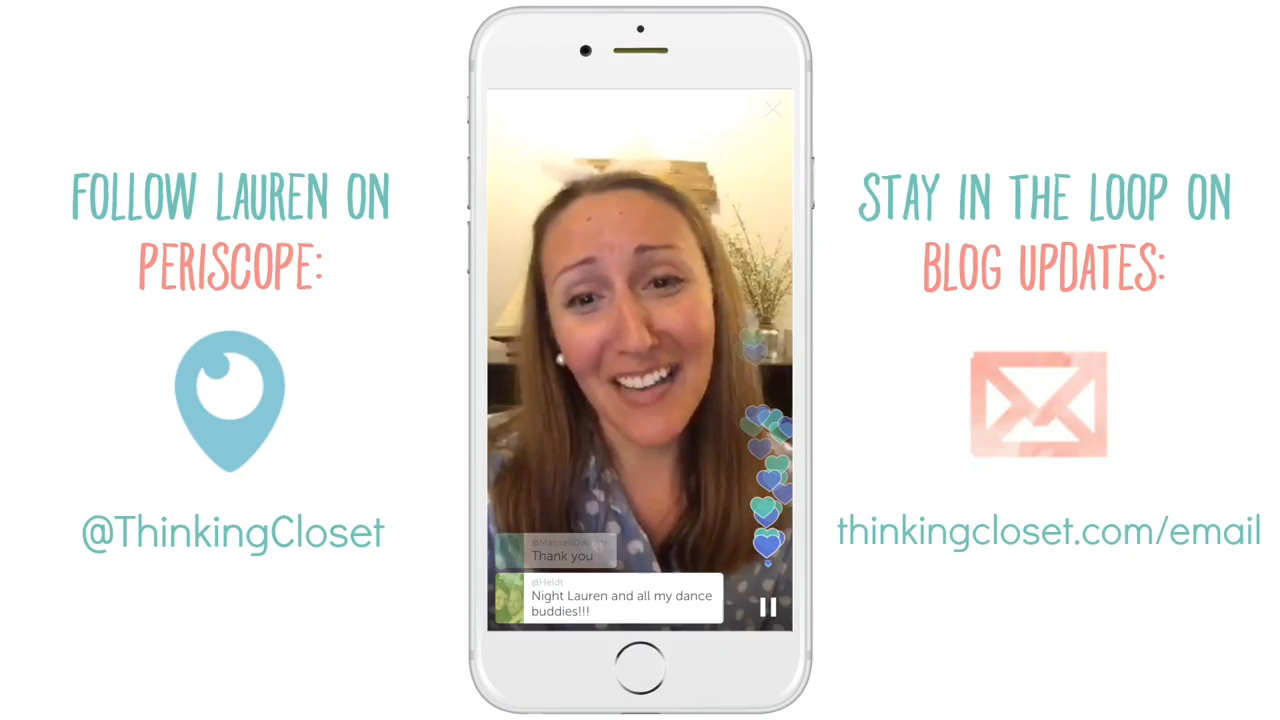 FOLLOW LAUREN ON
PERISCOPE:
@ThinkingCloset
Thank you
@Heldt
Night Lauren and all my dance
buddies!!!
STAY IN THE LOOP ON
BLOG UPDATES:
thinkingcloset.com/email